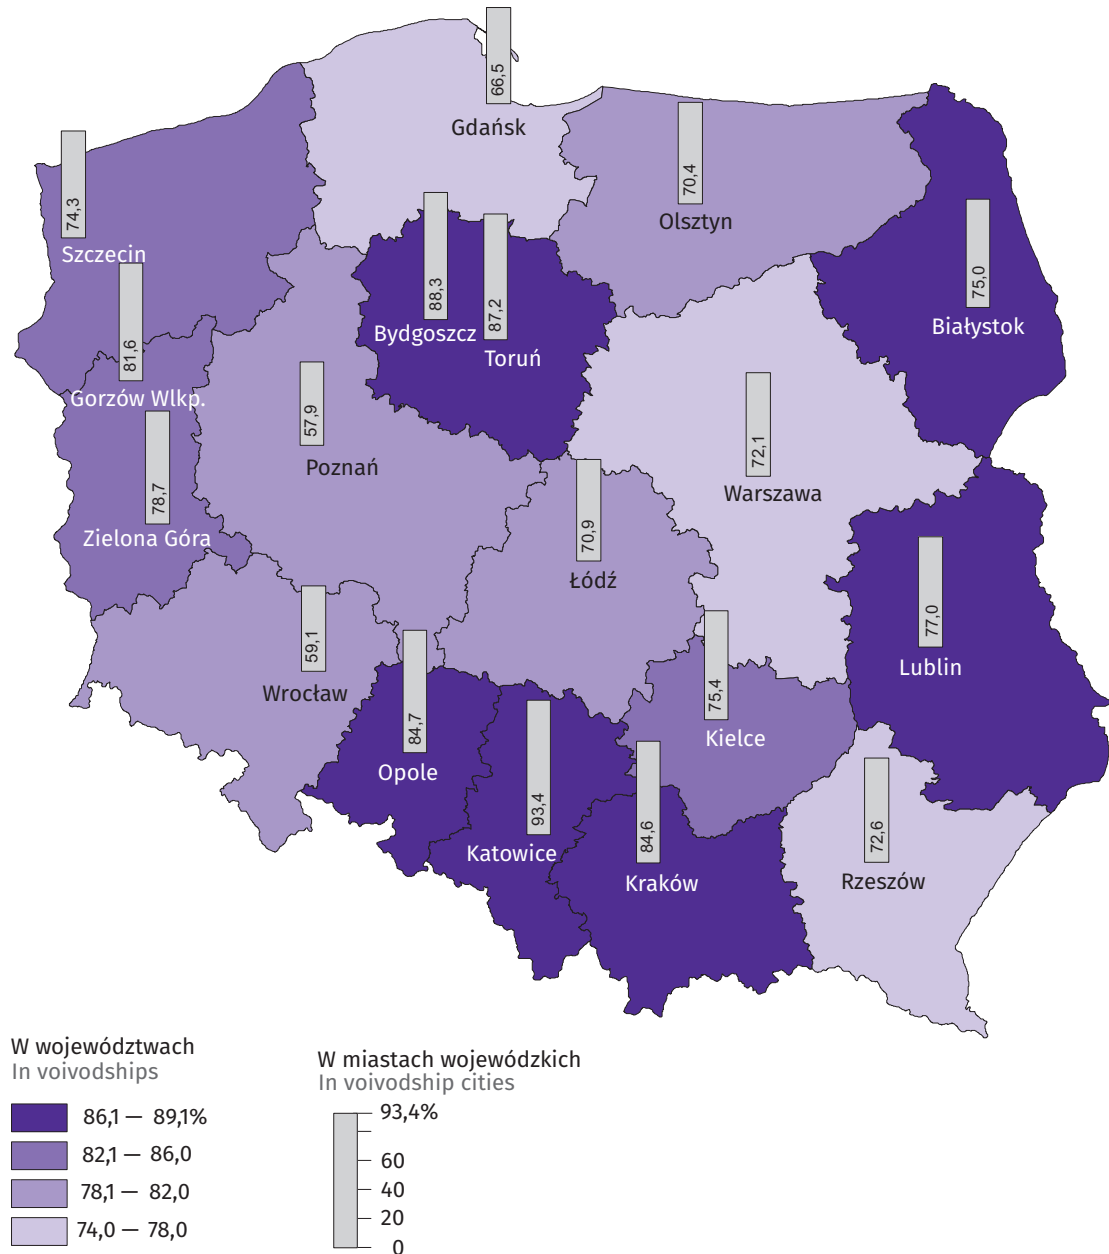 66,5
Gdańsk
74,3
Szczecin
70,4
Olsztyn
75,0
Białystok
88,3
Bydgoszcz
87,2
Toruń
81,6
Gorzów Wlkp.
57,9
Poznań
72,1
Warszawa
78,7
Zielona Góra
70,9
Łódź
77,0
Lublin
59,1
Wrocław
84,7
Opole
75,4
Kielce
93,4
Katowice
84,6
Kraków
72,6
Rzeszów
W województwach
In voivodships
86,1 — 89,1%
82,1 — 86,0
78,1 — 82,0
74,0 — 78,0
W miastach wojewódzkich
In voivodship cities
93,4%
60
40
20
0